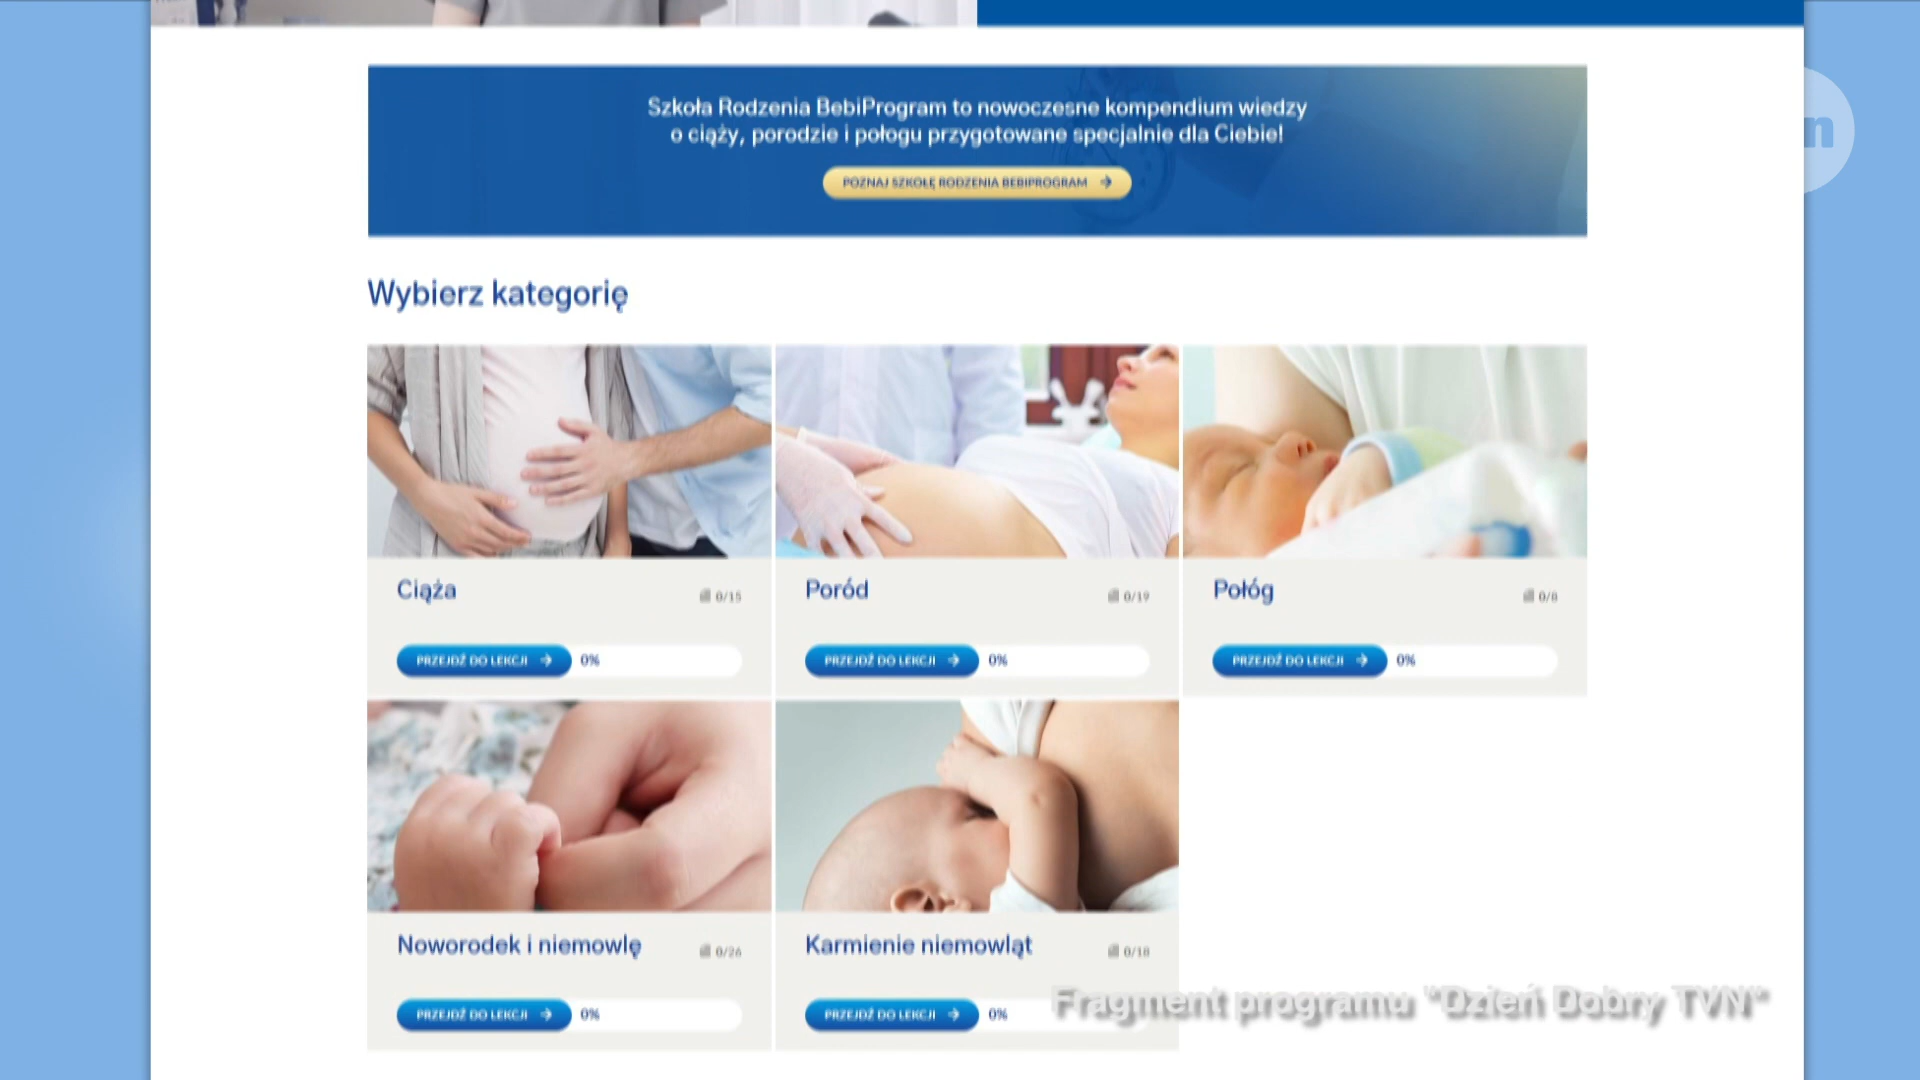 Szkoła Rodzenia BebiProgram to nowoczesne kompendium wiedzy
o ciąży, porodzie i połogu przygotowane specjalnie dla Ciebie!
POZNAJ SZKOŁĘ RODZENIA BEBIPROGRAM
n
Wybierz kategorię
Ciąża
0/15
Poród
0/19
Połóg
0/8
PRZEJDŹ DO LEKCJI
0%
PRZEJDŹ DO LEKCJI
0%
PRZEJDŹ DO LEKCJI
0%
Noworodek i niemowlę
0/26
Karmienie niemowląt
0/18
PRZEJDŹ DO LEKCJI
0%
PRZEJDŹ DO LEKCJI
0%
Fragment programu "Dzień Dobry TVN"